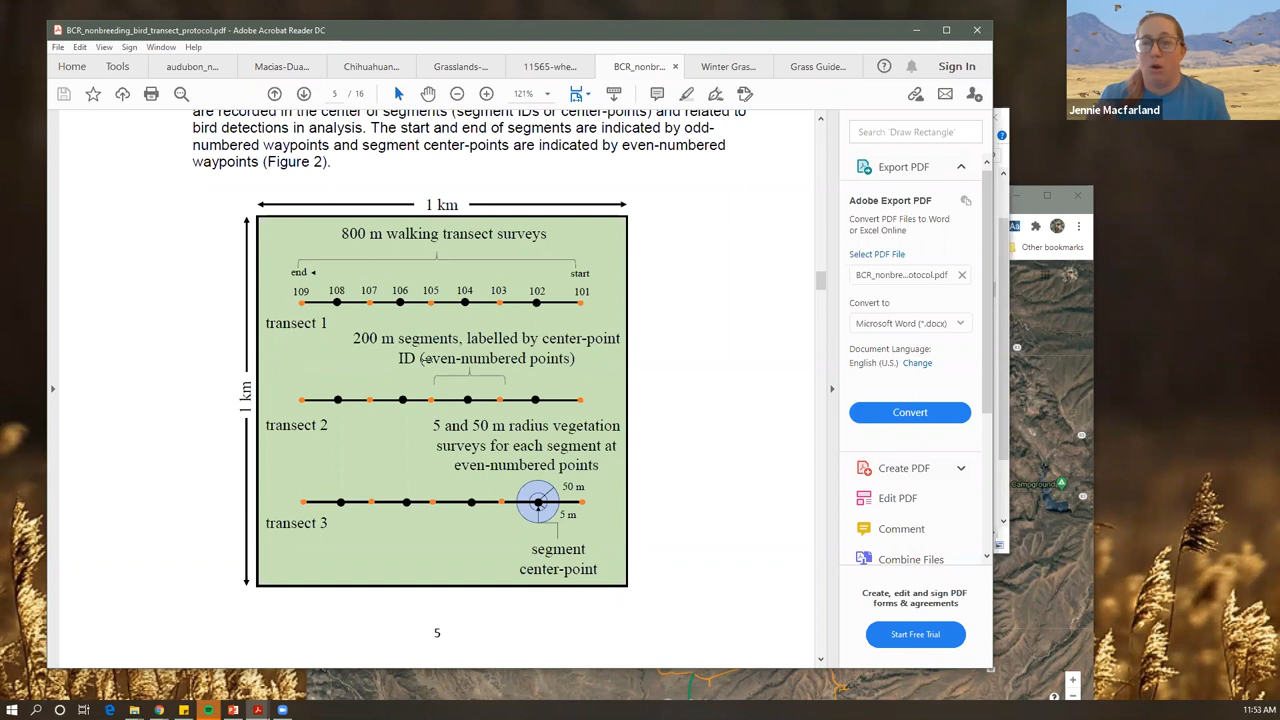 BCR_nonbreeding_bird_transect_protocol.pdf - Adobe Acrobat Reader DC
File Edit View Sign Window Help
Home Tools audubon_n... Macias-Dua... Chihuahuan... Grasslands-... 11565-whe... BCR_nonbr... × Winter Gras... Grass Guide... Sign In
5 / 16 121%
are recorded in the center of segments (segment IDs or center-points) and related to
bird detections in analysis. The start and end of segments are indicated by odd-
numbered waypoints and segment center-points are indicated by even-numbered
waypoints (Figure 2).
1 km
1 km
800 m walking transect surveys
end start
109 108 107 106 105 104 103 102 101
transect 1
200 m segments, labelled by center-point
ID (even-numbered points)
transect 2
5 and 50 m radius vegetation
surveys for each segment at
even-numbered points
50 m
5 m
transect 3
segment
center-point
5
Search 'Draw Rectangle'
Export PDF
Adobe Export PDF
Convert PDF Files to Word
or Excel Online
Select PDF File
BCR_nonbre...otocol.pdf
Convert to
Microsoft Word (*.docx)
Document Language:
English (U.S.) Change
Convert
Create PDF
Edit PDF
Comment
Combine Files
Create, edit and sign PDF
forms & agreements
Start Free Trial
Jennie Macfarland
Aa
Other bookmarks
Campground
11:53 AM